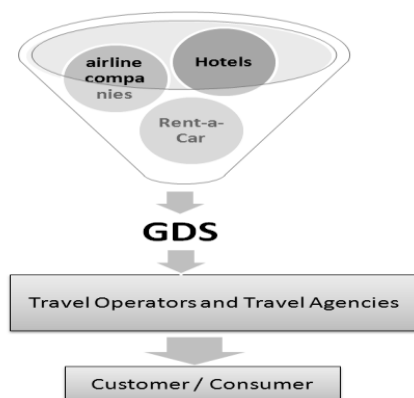 airline
compa
nies
Hotels
Rent-a-
Car
GDS
Travel Operators and Travel Agencies
Customer / Consumer